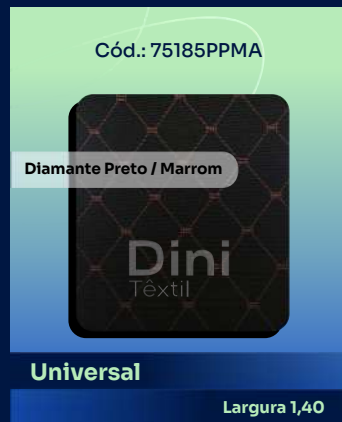 Cód.: 75185PPMA
Diamante Preto / Marrom
Dini
Têxtil
Universal
Largura 1,40